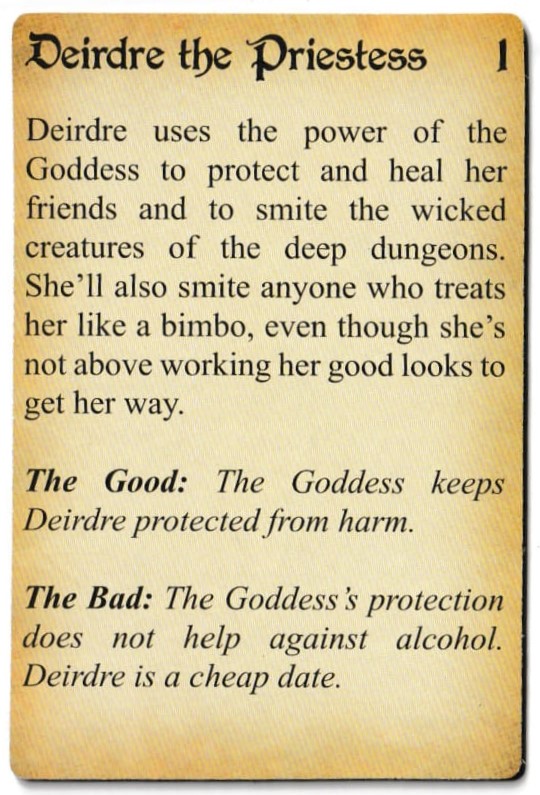 Deirdre the Priestess 1
Deirdre uses the power of the
Goddess to protect and heal her
friends and to smite the wicked
creatures of the deep dungeons.
She’ll also smite anyone who treats
her like a bimbo, even though she’s
not above working her good looks to
get her way.
The Good: The Goddess keeps
Deirdre protected from harm.
The Bad: The Goddess’s protection
does not help against alcohol.
Deirdre is a cheap date.